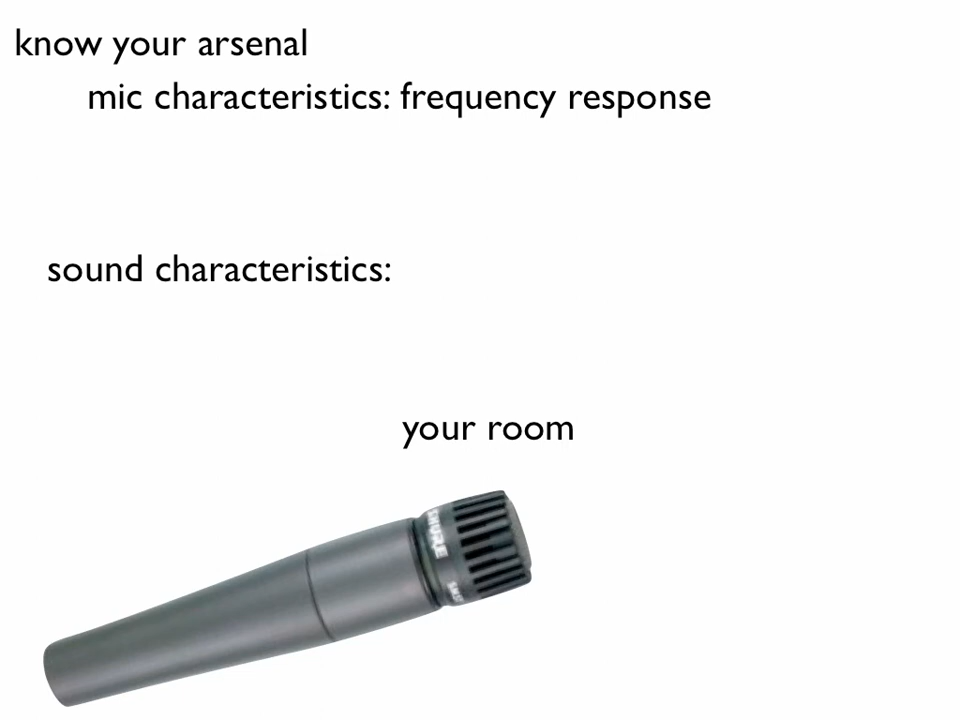 know your arsenal
mic characteristics: frequency response
sound characteristics:
your room
SHURE